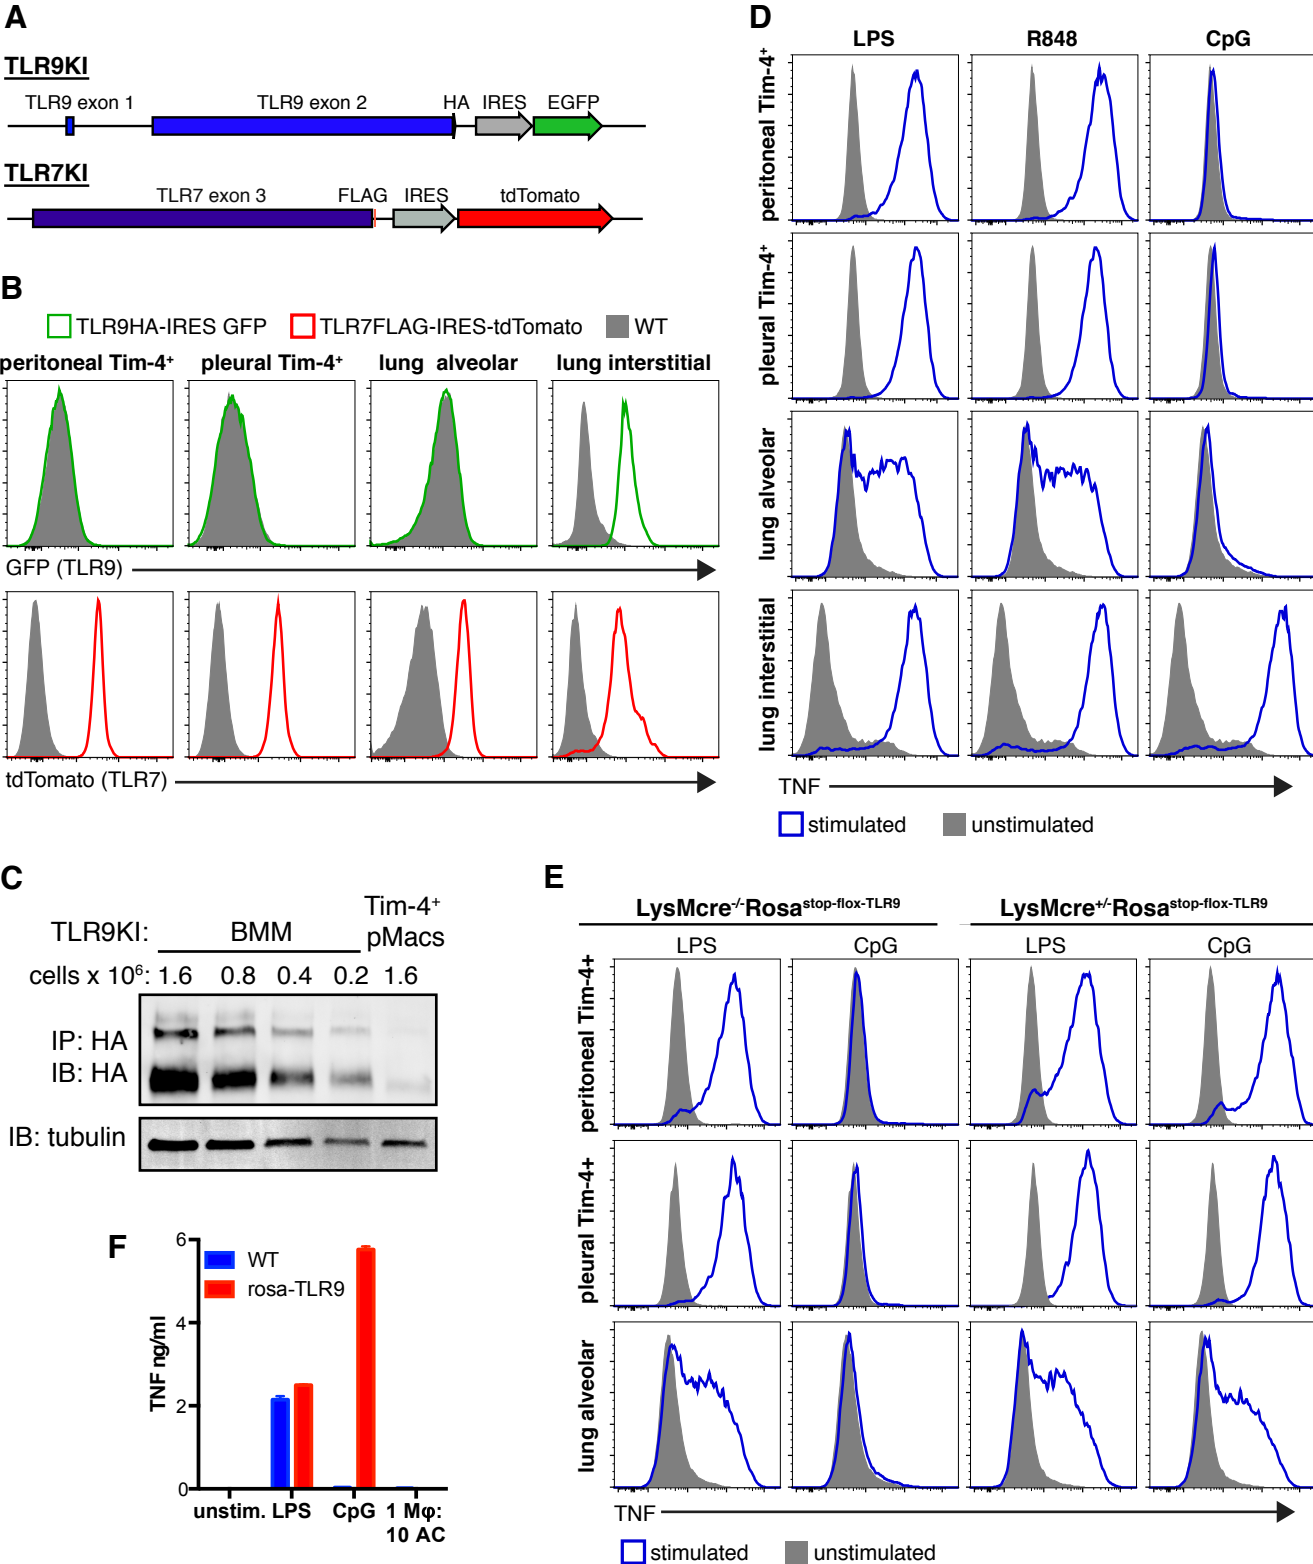 A
TLR9KI
TLR9 exon 1 TLR9 exon 2 HA IRES EGFP
TLR7KI
TLR7 exon 3 FLAG IRES tdTomato
B
TLR9HA-IRES GFP TLR7FLAG-IRES-tdTomato WT
peritoneal Tim-4⁺ pleural Tim-4⁺ lung alveolar lung interstitial
GFP (TLR9)
tdTomato (TLR7)
C
TLR9KI: BMM Tim-4⁺ pMacs
cells x 10⁶: 1.6 0.8 0.4 0.2 1.6
IP: HA
IB: HA
IB: tubulin
D
LPS R848 CpG
peritoneal Tim-4⁺
pleural Tim-4⁺
lung alveolar
lung interstitial
TNF
stimulated unstimulated
E
LysMcre⁻/⁻Rosaˢᵗᵒᵖ⁻ᶠˡᵒˣ⁻ᵀᴸᴿ⁹ LysMcre⁺/⁻Rosaˢᵗᵒᵖ⁻ᶠˡᵒˣ⁻ᵀᴸᴿ⁹
LPS CpG LPS CpG
peritoneal Tim-4+
pleural Tim-4+
lung alveolar
TNF
stimulated unstimulated
F
WT
rosa-TLR9
TNF ng/ml
6
4
2
0
unstim. LPS CpG 1 Mφ:
10 AC